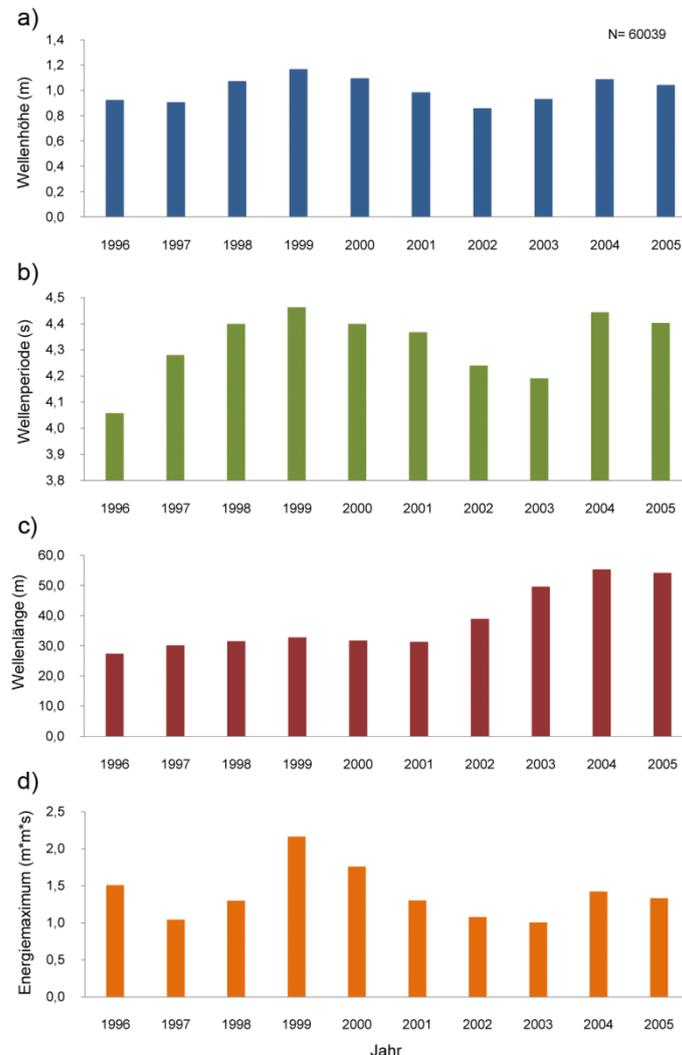 a)
N= 60039
Wellenhöhe (m)
1,4
1,2
1,0
0,8
0,6
0,4
0,2
0,0
1996 1997 1998 1999 2000 2001 2002 2003 2004 2005
b)
Wellenperiode (s)
4,5
4,4
4,3
4,2
4,1
4,0
3,9
3,8
1996 1997 1998 1999 2000 2001 2002 2003 2004 2005
c)
Wellenlänge (m)
60,0
50,0
40,0
30,0
20,0
10,0
0,0
1996 1997 1998 1999 2000 2001 2002 2003 2004 2005
d)
Energiemaximum (m*m*s)
2,5
2,0
1,5
1,0
0,5
0,0
1996 1997 1998 1999 2000 2001 2002 2003 2004 2005
Jahr